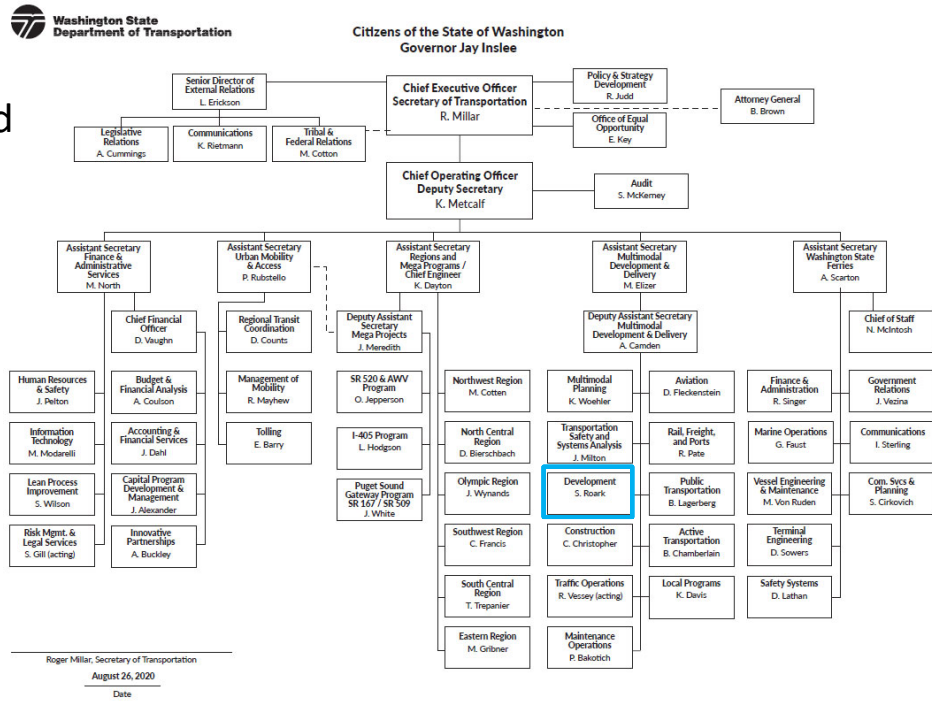 Washington State
Department of Transportation
Citizens of the State of Washington
Governor Jay Inslee
d
Senior Director of
External Relations
L. Erickson
Chief Executive Officer
Secretary of Transportation
R. Millar
Policy & Strategy
Development
R. Judd
Attorney General
B. Brown
Legislative
Relations
A. Cummings
Communications
K. Rietmann
Tribal &
Federal Relations
M. Cotton
Office of Equal
Opportunity
E. Key
Chief Operating Officer
Deputy Secretary
K. Metcalf
Audit
S. McKerney
Assistant Secretary
Finance &
Administrative
Services
M. North
Assistant Secretary
Urban Mobility
& Access
P. Rubstello
Assistant Secretary
Regions and
Mega Programs /
Chief Engineer
K. Dayton
Assistant Secretary
Multimodal
Development &
Delivery
M. Elizer
Assistant Secretary
Washington State
Ferries
A. Scarton
Chief Financial
Officer
D. Vaughn
Regional Transit
Coordination
D. Counts
Deputy Assistant
Secretary
Mega Projects
J. Meredith
Deputy Assistant Secretary
Multimodal
Development & Delivery
A. Camden
Chief of Staff
N. McIntosh
Human Resources
& Safety
J. Pelton
Budget &
Financial Analysis
A. Coulson
Management of
Mobility
R. Mayhew
SR 520 & AWV
Program
O. Jepperson
Northwest Region
M. Cotten
Multimodal
Planning
K. Woehler
Aviation
D. Fleckenstein
Finance &
Administration
R. Singer
Government
Relations
J. Vezina
Information
Technology
M. Modarelli
Accounting &
Financial Services
J. Dahl
Tolling
E. Barry
I-405 Program
L. Hodgson
North Central
Region
D. Bierschbach
Transportation
Safety and
Systems Analysis
J. Milton
Rail, Freight,
and Ports
R. Pate
Marine Operations
G. Faust
Communications
I. Sterling
Lean Process
Improvement
S. Wilson
Capital Program
Development &
Management
J. Alexander
Puget Sound
Gateway Program
SR 167 / SR 509
J. White
Olympic Region
J. Wynands
Development
S. Roark
Public
Transportation
B. Lagerberg
Vessel Engineering
& Maintenance
M. Von Ruden
Com. Svcs &
Planning
S. Cirkovich
Risk Mgmt. &
Legal Services
S. Gill (acting)
Innovative
Partnerships
A. Buckley
Southwest Region
C. Francis
Construction
C. Christopher
Active
Transportation
B. Chamberlain
Terminal
Engineering
D. Sowers
South Central
Region
T. Trepanier
Traffic Operations
R. Vessey (acting)
Local Programs
K. Davis
Safety Systems
D. Lathan
Eastern Region
M. Gribner
Maintenance
Operations
P. Bakotich
Roger Millar, Secretary of Transportation
August 26, 2020
Date